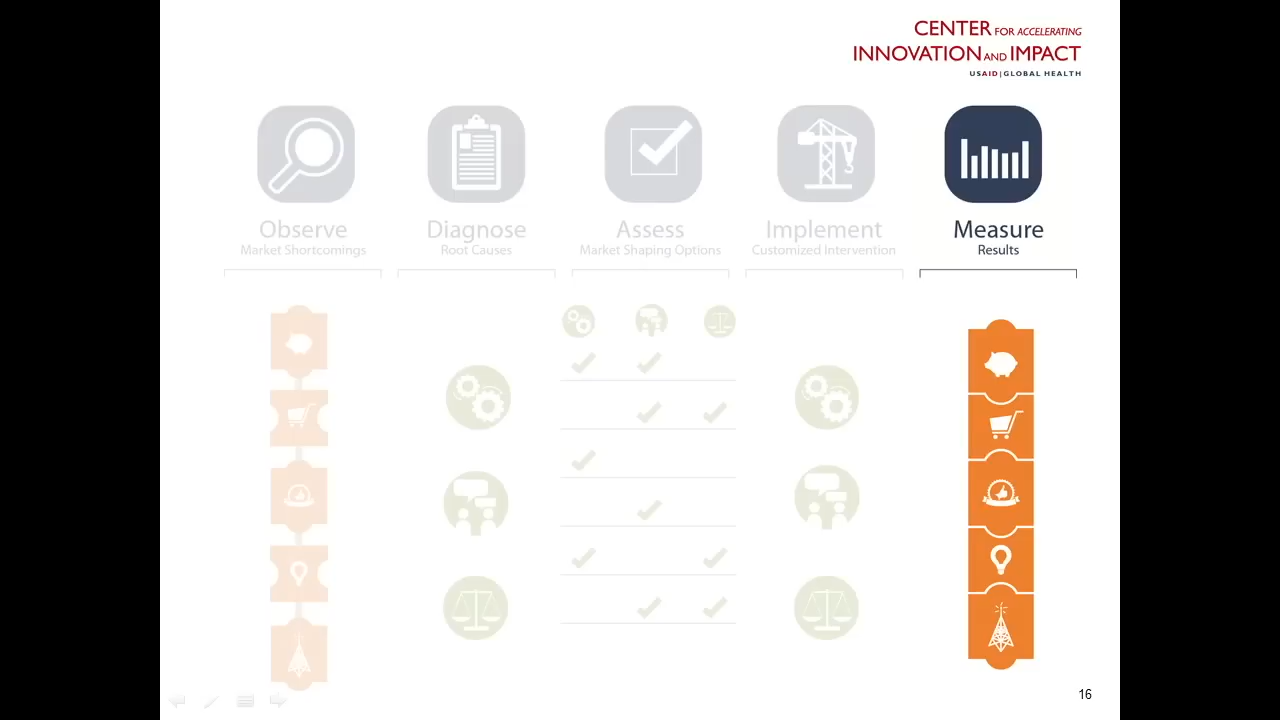 CENTER FOR ACCELERATING
INNOVATION AND IMPACT
USAID | GLOBAL HEALTH
Observe
Market Shortcomings
Diagnose
Root Causes
Assess
Market Shaping Options
Implement
Customized Intervention
Measure
Results
16